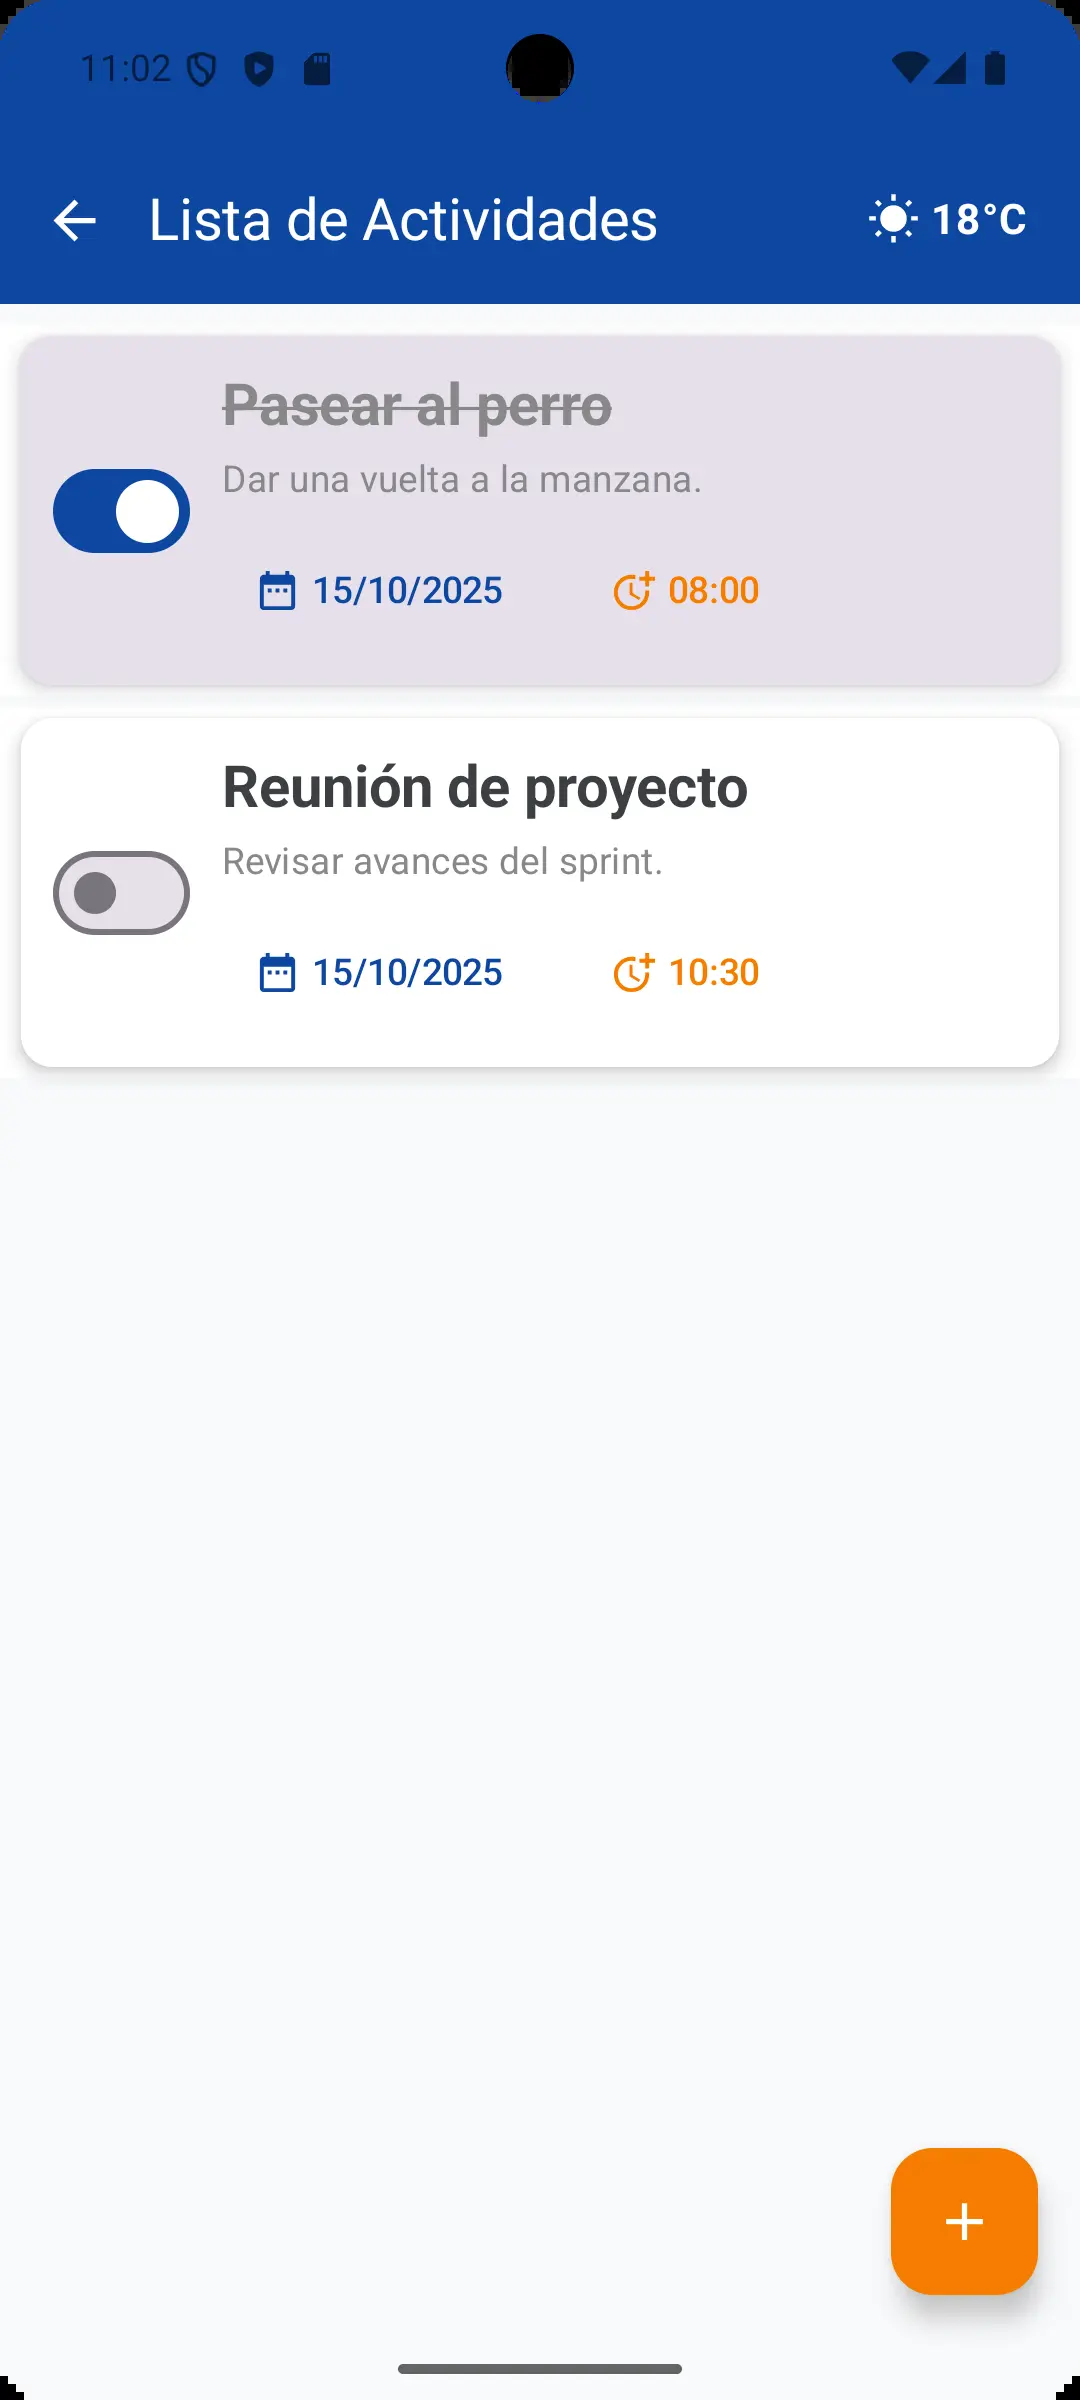 11:02
Lista de Actividades
18°C
Pasear al perro
Dar una vuelta a la manzana.
15/10/2025 08:00
Reunión de proyecto
Revisar avances del sprint.
15/10/2025 10:30
+